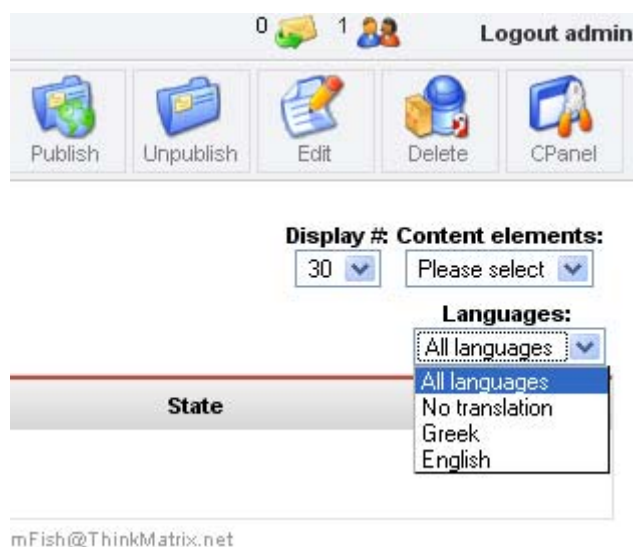 0 1 Logout admin
Publish Unpublish Edit Delete CPanel
Display #: Content elements:
30 Please select
Languages:
All languages
All languages
State
No translation
Greek
English
mFish@ThinkMatrix.net